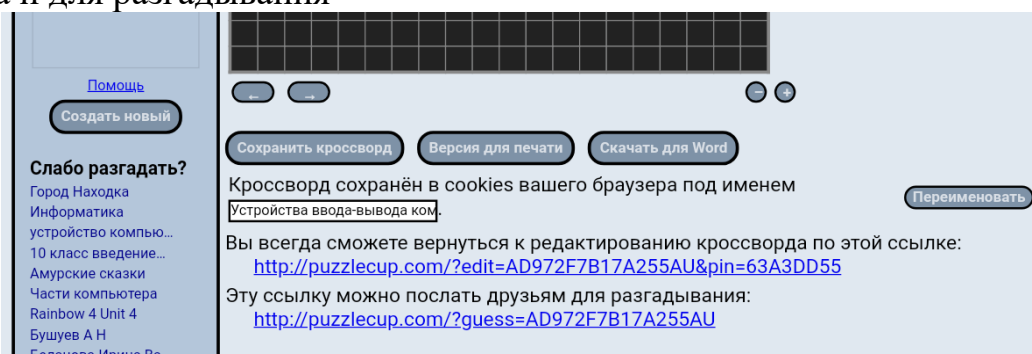 для разгадывания
Помощь
Создать новый
Слабо разгадать?
Город Находка
Информатика
устройство компью...
10 класс введение...
Амурские сказки
Части компьютера
Rainbow 4 Unit 4
Бушуев А Н
← → − +
Сохранить кроссворд Версия для печати Скачать для Word
Кроссворд сохранён в cookies вашего браузера под именем
Устройства ввода-вывода ком.
Переименовать
Вы всегда сможете вернуться к редактированию кроссворда по этой ссылке:
http://puzzlecup.com/?edit=AD972F7B17A255AU&pin=63A3DD55
Эту ссылку можно послать друзьям для разгадывания:
http://puzzlecup.com/?guess=AD972F7B17A255AU